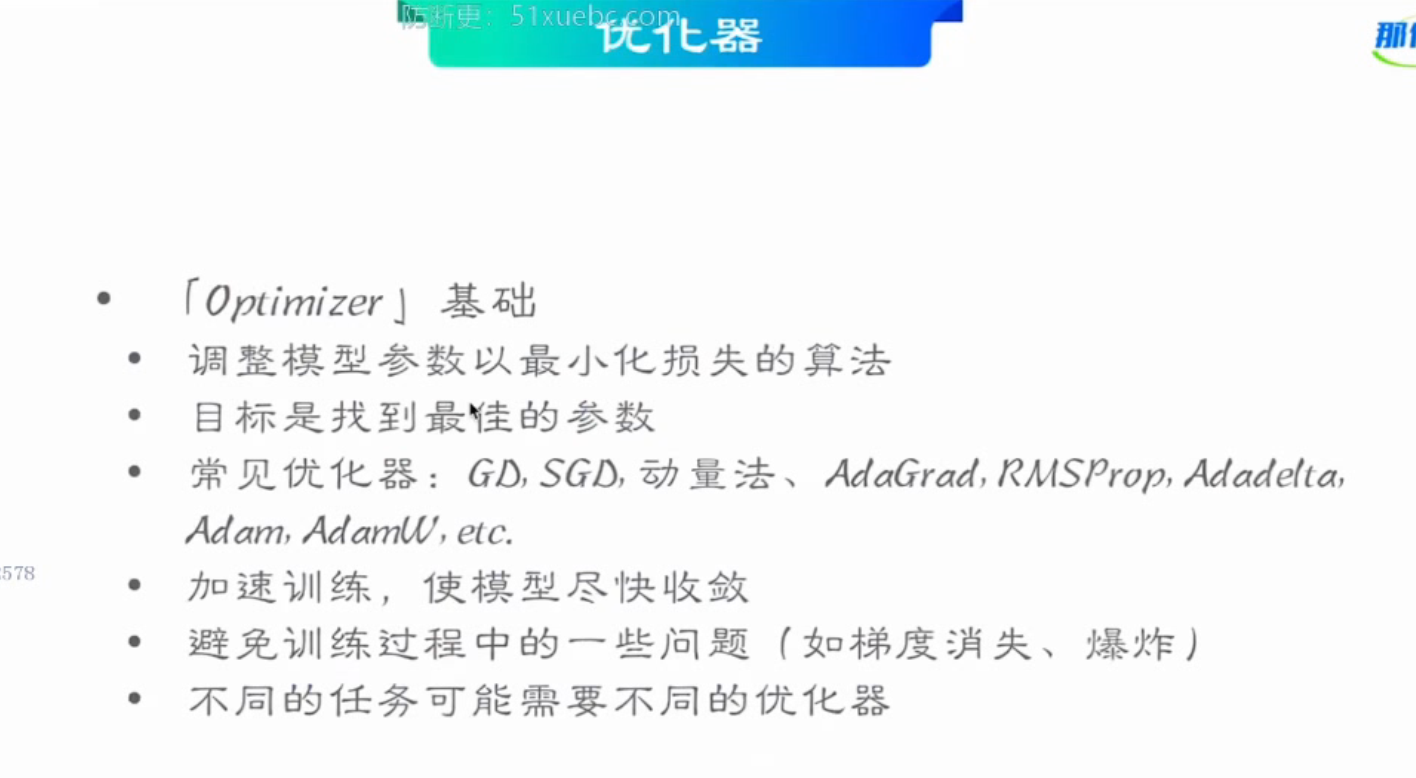 防断更：51xuebc.com
优化器
那
「Optimizer」基础
调整模型参数以最小化损失的算法
目标是找到最佳的参数
常见优化器：GD, SGD, 动量法、AdaGrad, RMSProp, Adadelta,
Adam, AdamW, etc.
2578
加速训练，使模型尽快收敛
避免训练过程中的一些问题（如梯度消失、爆炸）
不同的任务可能需要不同的优化器